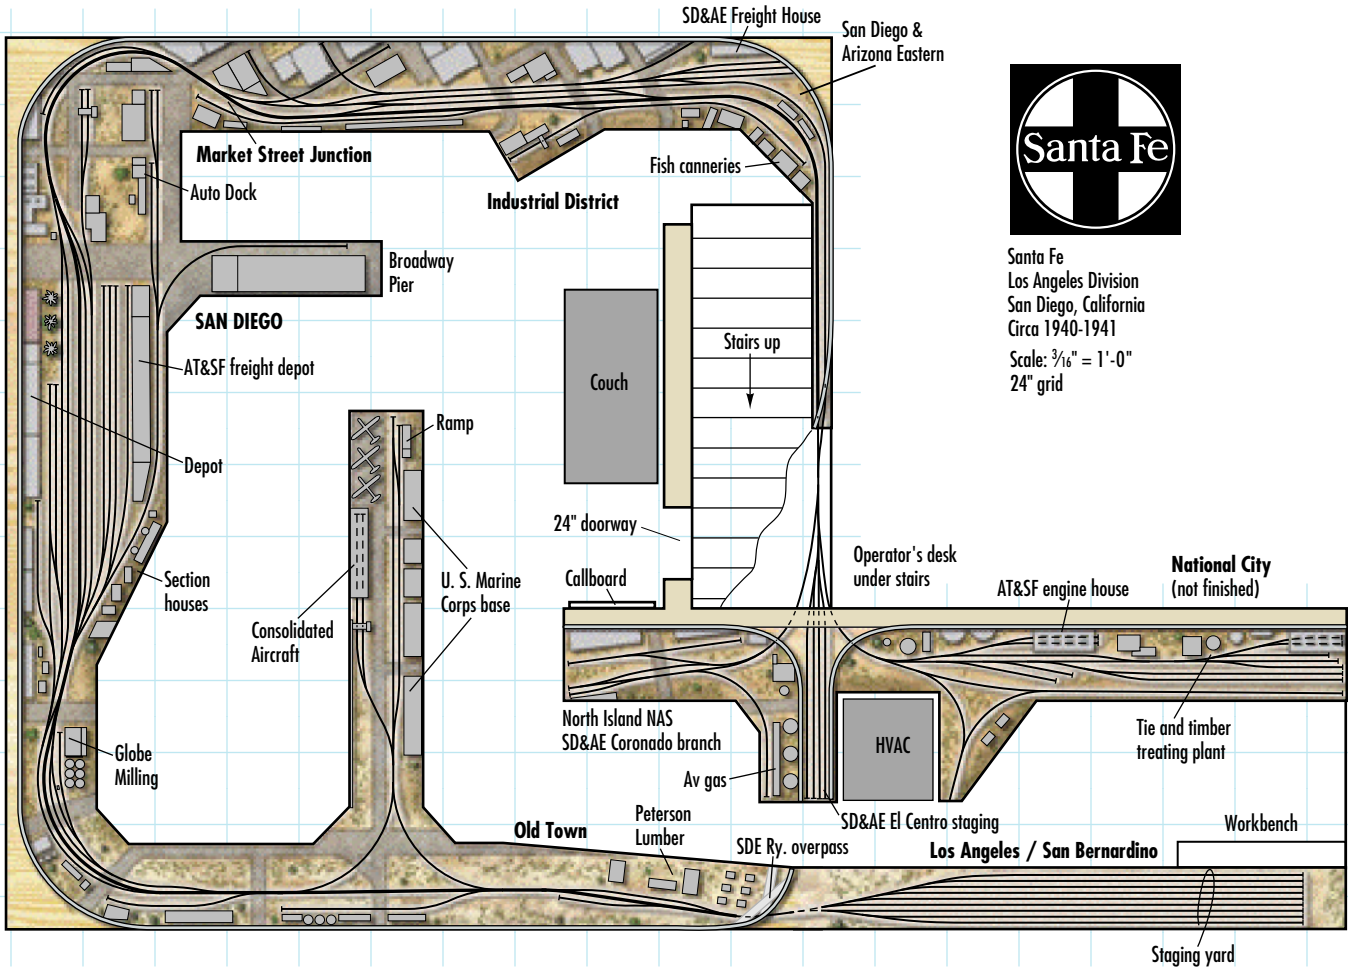 SD&AE Freight House
San Diego &
Arizona Eastern
Santa Fe
Market Street Junction
Auto Dock
Industrial District
Fish canneries
Broadway
Pier
SAN DIEGO
AT&SF freight depot
Depot
Couch
Stairs up
Santa Fe
Los Angeles Division
San Diego, California
Circa 1940-1941
Scale: 3/16" = 1'-0"
24" grid
Ramp
24" doorway
Callboard
Operator's desk
under stairs
National City
(not finished)
AT&SF engine house
Section
houses
Consolidated
Aircraft
U. S. Marine
Corps base
North Island NAS
SD&AE Coronado branch
Av gas
HVAC
Tie and timber
treating plant
Globe
Milling
Old Town
Peterson
Lumber
SDE Ry. overpass
SD&AE El Centro staging
Los Angeles / San Bernardino
Workbench
Staging yard